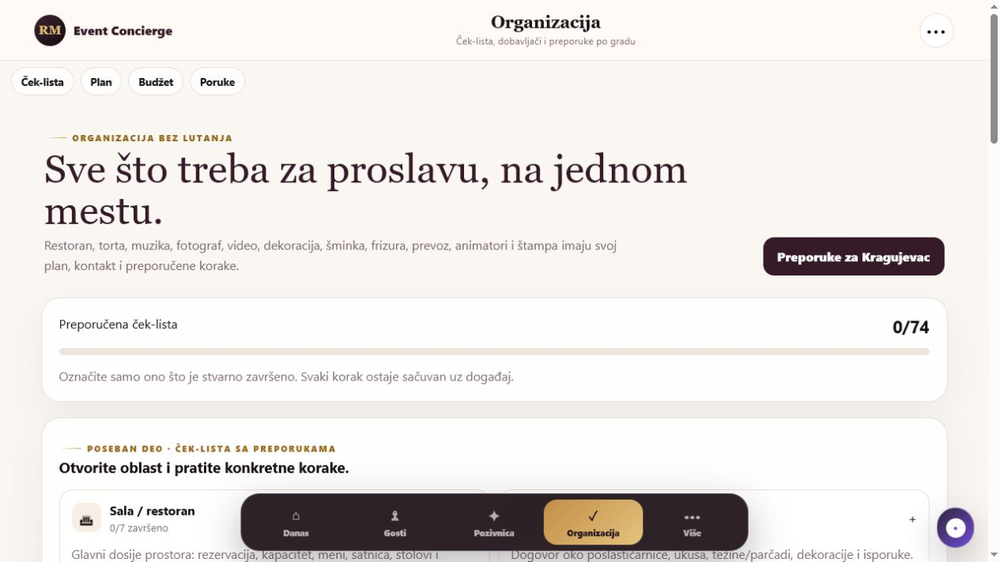 RM Event Concierge
Organizacija
Ček-lista, dobavljači i preporuke po gradu
Ček-lista
Plan
Budžet
Poruke
ORGANIZACIJA BEZ LUTANJA
Sve što treba za proslavu, na jednom
mestu.
Restoran, torta, muzika, fotograf, video, dekoracija, šminka, frizura, prevoz, animatori i štampa imaju svoj
plan, kontakt i preporučene korake.
Preporuke za Kragujevac
Preporučena ček-lista
0/74
Označite samo ono što je stvarno završeno. Svaki korak ostaje sačuvan uz događaj.
POSEBAN DEO · ČEK-LISTA SA PREPORUKAMA
Otvorite oblast i pratite konkretne korake.
Sala / restoran
0/7 završeno
+
Glavni dosije prostora: rezervacija, kapacitet, meni, satnica, stolovi i
Dogovor oko poslastičarnice, ukusa, težine/parčadi, dekoracije i isporuke.
Danas
Gosti
Pozivnica
Organizacija
Više